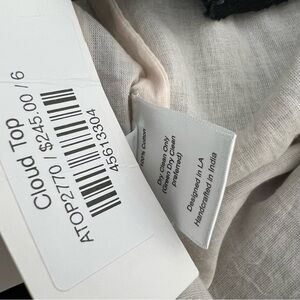 Cloud Top
ATOP2770 / $245.00 / 6
45613304
100% Cotton
Dry Clean Only
(Green Dry Clean
preferred)
Designed in LA
Handcrafted in India